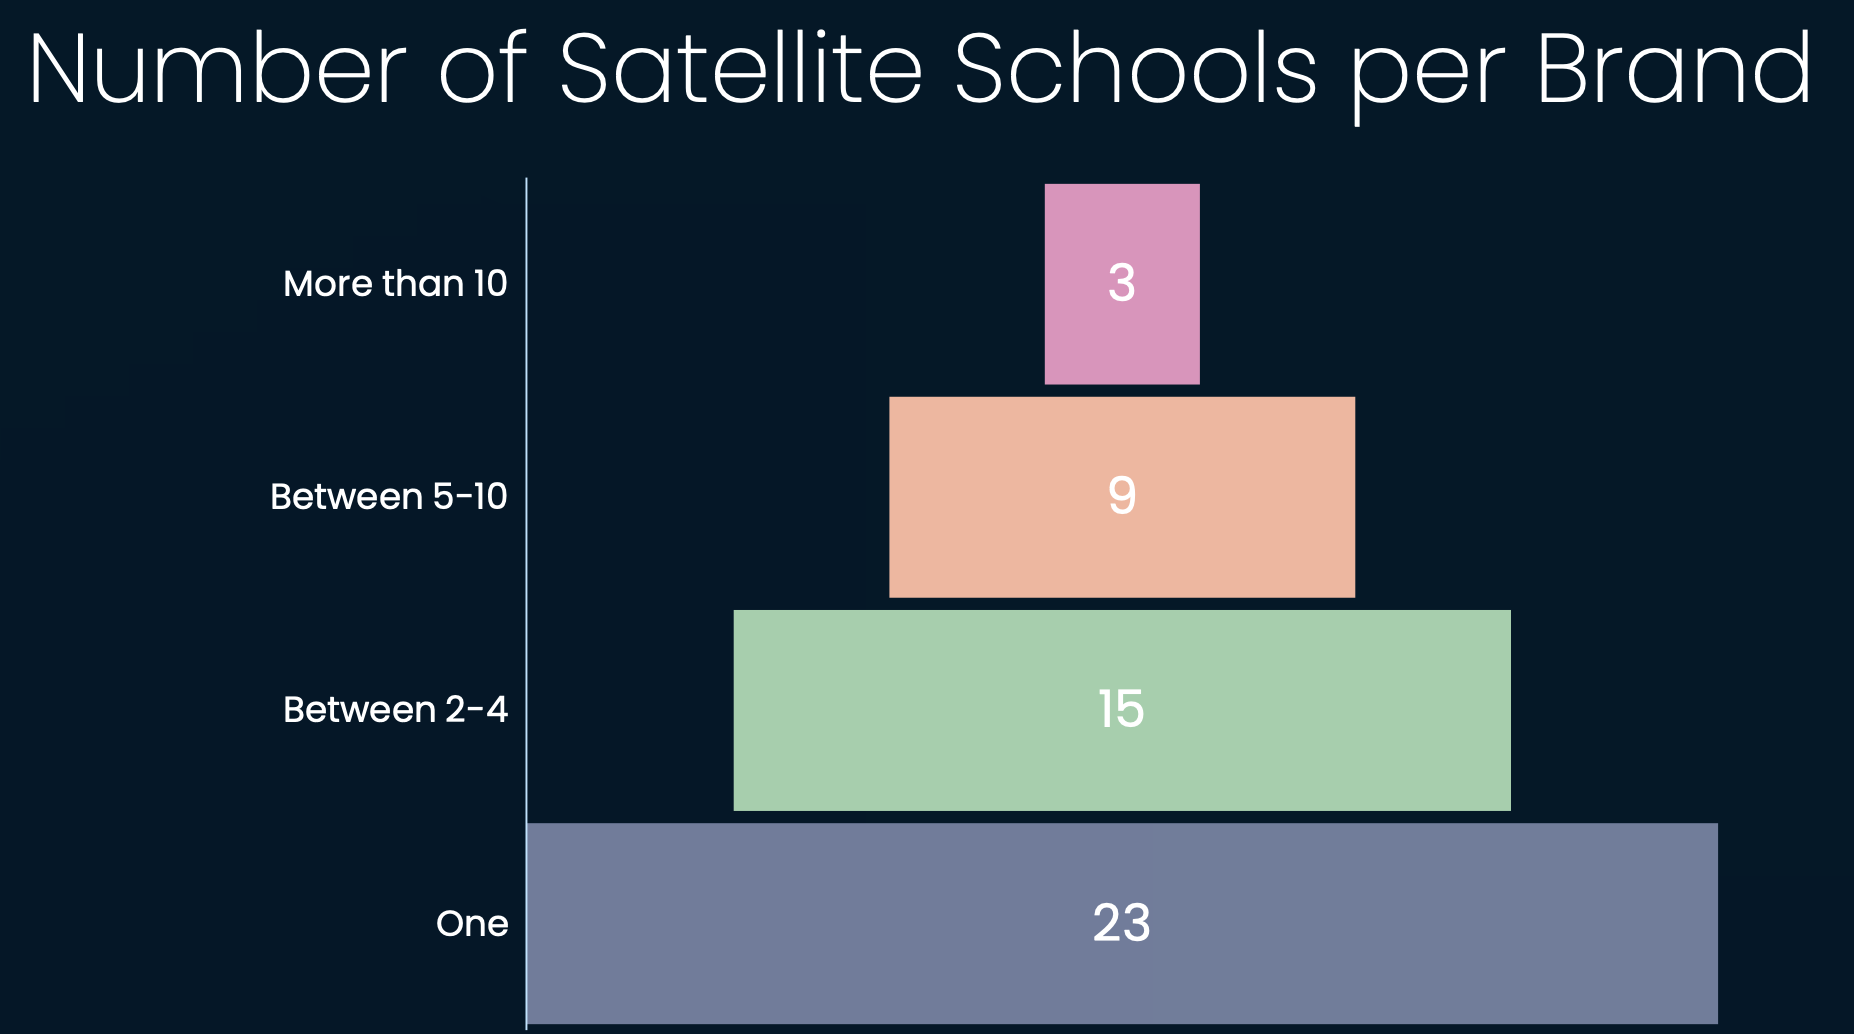 Number of Satellite Schools per Brand
More than 10
3
Between 5-10
9
Between 2-4
15
One
23